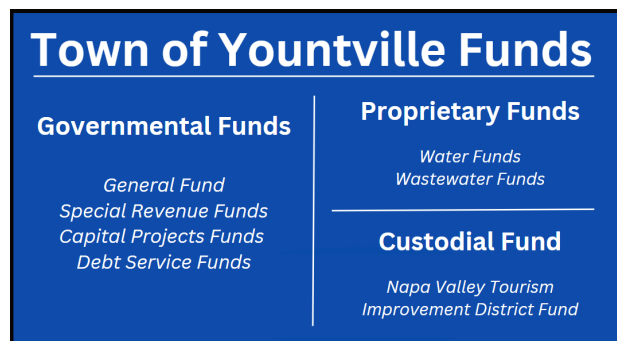 Town of Yountville Funds
Governmental Funds
General Fund
Special Revenue Funds
Capital Projects Funds
Debt Service Funds
Proprietary Funds
Water Funds
Wastewater Funds
Custodial Fund
Napa Valley Tourism
Improvement District Fund